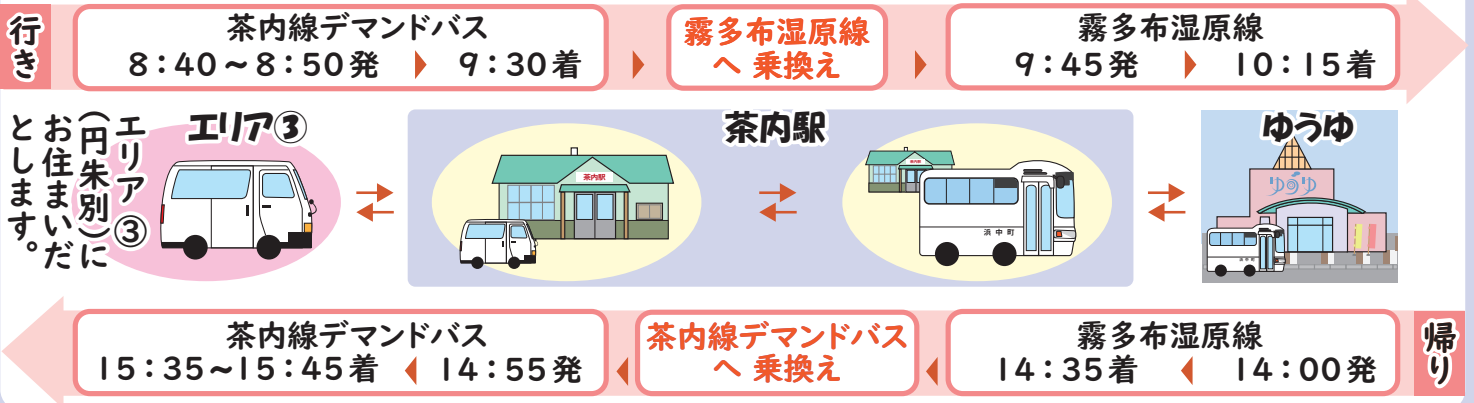 行き
茶内線デマンドバス
8:40～8:50発 ▶ 9:30着
霧多布湿原線
へ 乗換え
霧多布湿原線
9:45発 ▶ 10:15着
エリア③
(円朱別)に
お住まいだ
とします。
エリア③
茶内駅
茶内駅
茶内駅
浜中町
ゆうゆ
ゆうゆ
帰り
霧多布湿原線
14:35着 ◀ 14:00発
茶内線デマンドバス
へ 乗換え
茶内線デマンドバス
15:35~15:45着 ◀ 14:55発